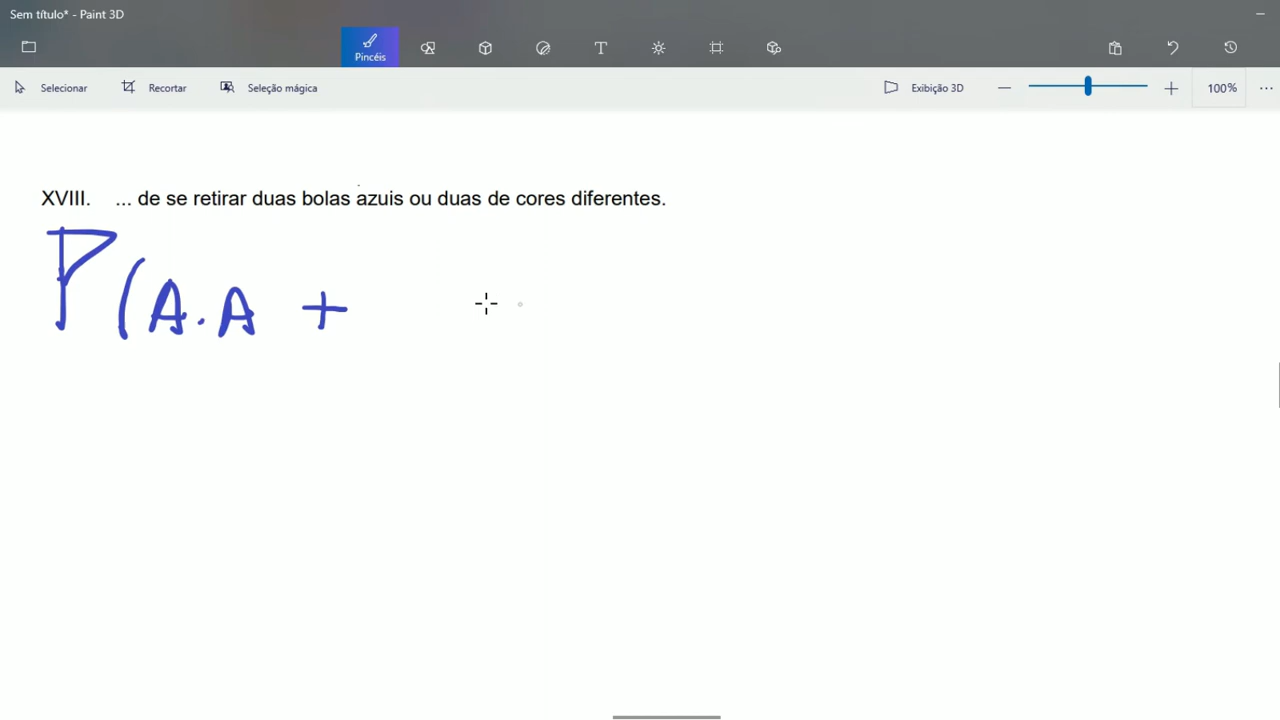 Sem título* - Paint 3D
Pincéis
Selecionar Recortar Seleção mágica Exibição 3D 100%
XVIII. ... de se retirar duas bolas azuis ou duas de cores diferentes.
P(A.A +